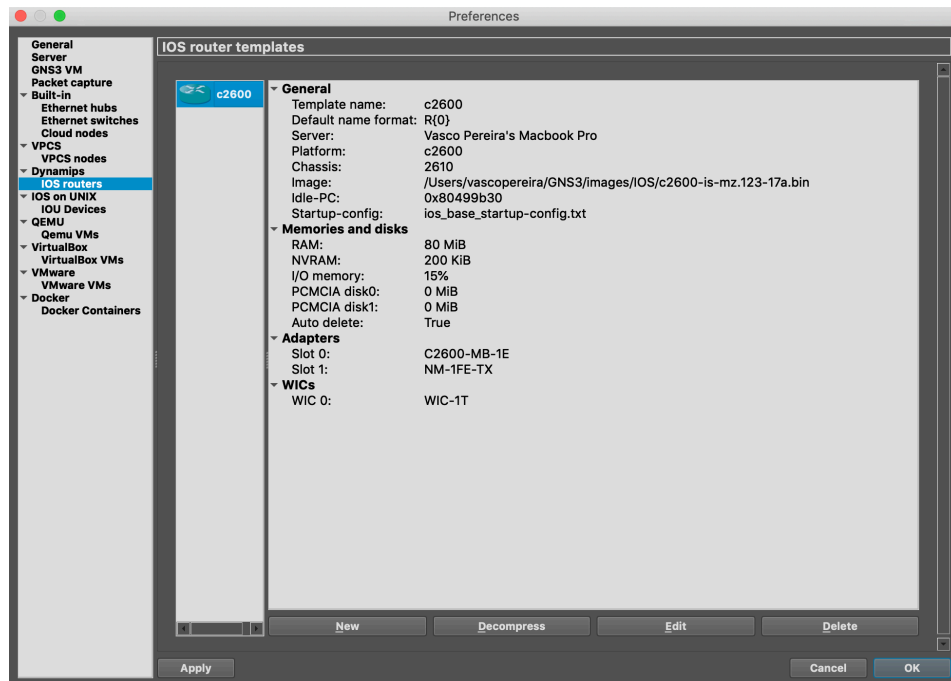 Preferences
General
Server
GNS3 VM
Packet capture
Built-in
Ethernet hubs
Ethernet switches
Cloud nodes
VPCS
VPCS nodes
Dynamips
IOS routers
IOS on UNIX
IOU Devices
QEMU
Qemu VMs
VirtualBox
VirtualBox VMs
VMware
VMware VMs
Docker
Docker Containers
IOS router templates
c2600
General
Template name: c2600
Default name format: R{0}
Server: Vasco Pereira's Macbook Pro
Platform: c2600
Chassis: 2610
Image: /Users/vascopereira/GNS3/images/IOS/c2600-is-mz.123-17a.bin
Idle-PC: 0x80499b30
Startup-config: ios_base_startup-config.txt
Memories and disks
RAM: 80 MiB
NVRAM: 200 KiB
I/O memory: 15%
PCMCIA disk0: 0 MiB
PCMCIA disk1: 0 MiB
Auto delete: True
Adapters
Slot 0: C2600-MB-1E
Slot 1: NM-1FE-TX
WICs
WIC 0: WIC-1T
New Decompress Edit Delete
Apply Cancel OK